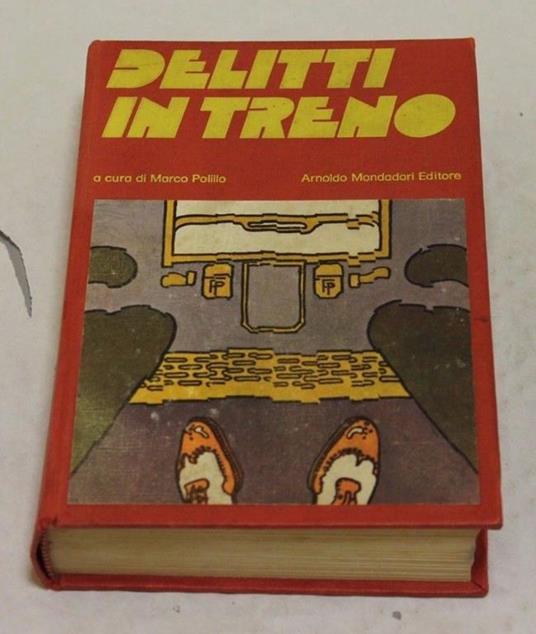 DELITTI
IN TRENO
a cura di Marco Polillo
Arnoldo Mondadori Editore